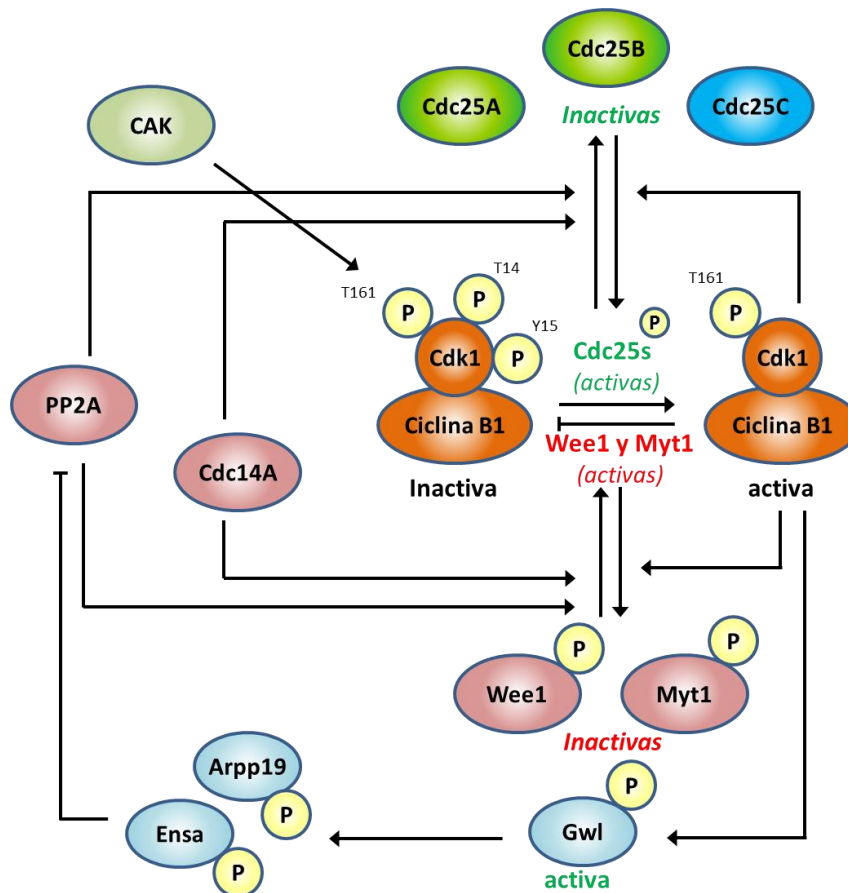 Cdc25B
Cdc25A
Cdc25C
Inactivas
CAK
T14
T161
P
P
Y15
P
Cdk1
Ciclina B1
Inactiva
P
Cdc25s
(activas)
Wee1 y Myt1
(activas)
T161
P
Cdk1
Ciclina B1
activa
PP2A
Cdc14A
P
Wee1
P
Myt1
Inactivas
Arpp19
P
Ensa
P
P
Gwl
activa